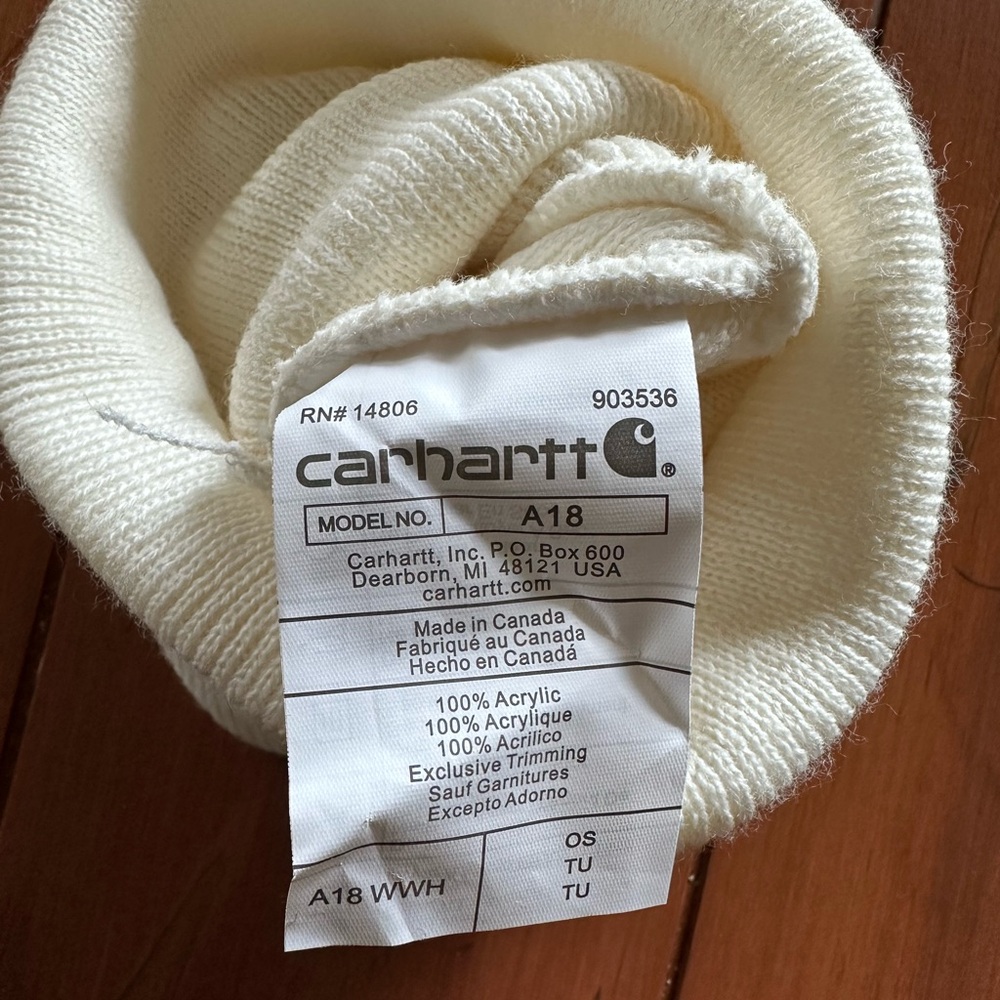 RN# 14806
903536
carhartt ®
MODEL NO. A18
Carhartt, Inc. P.O. Box 600
Dearborn, MI 48121 USA
carhartt.com
Made in Canada
Fabriqué au Canada
Hecho en Canadá
100% Acrylic
100% Acrylique
100% Acrilico
Exclusive Trimming
Sauf Garnitures
Excepto Adorno
A18 WWH
OS
TU
TU